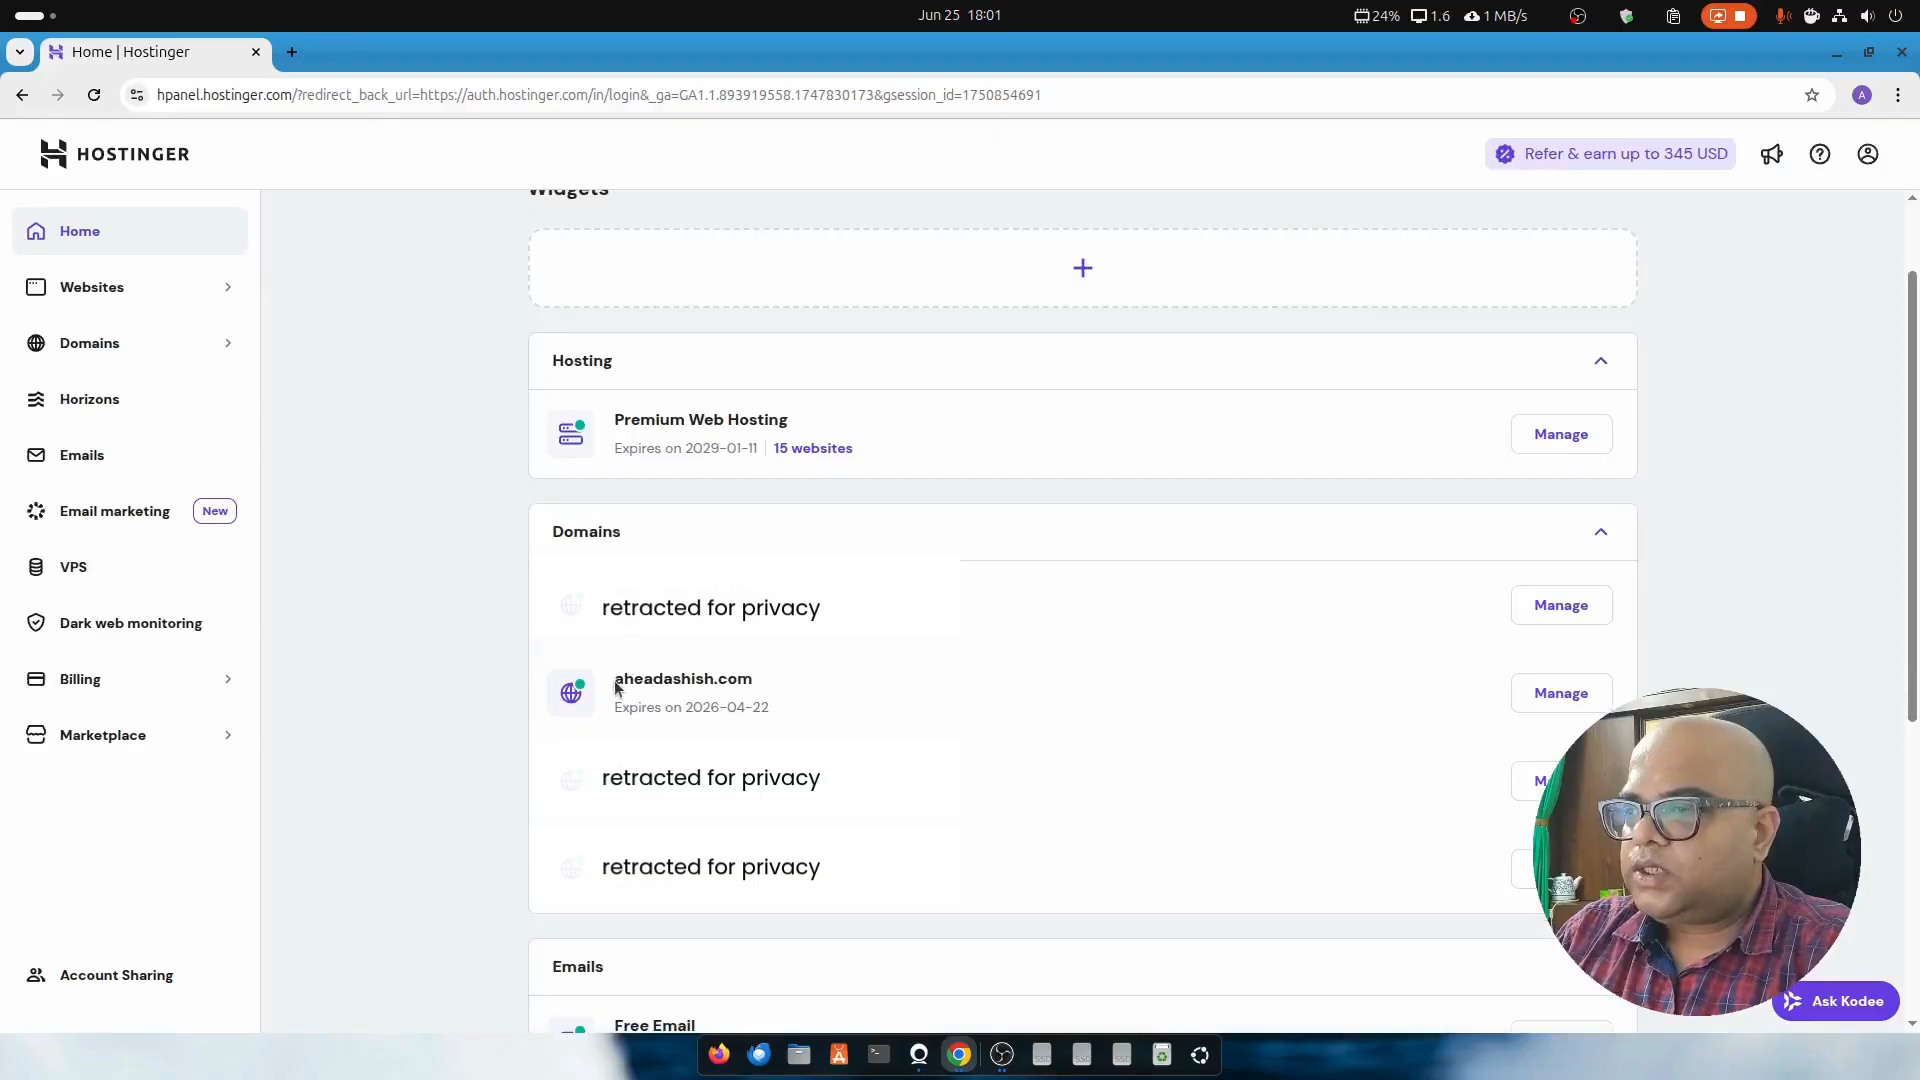 Jun 25 18:01
24%
1.6
1 MB/s
Home | Hostinger
hpanel.hostinger.com/?redirect_back_url=https://auth.hostinger.com/in/login&_ga=GA1.1.893919558.1747830173&gsession_id=1750854691
A
HOSTINGER
Refer & earn up to 345 USD
Widgets
Home
Websites
Domains
Horizons
Emails
Email marketing New
VPS
Dark web monitoring
Billing
Marketplace
Account Sharing
Hosting
Premium Web Hosting
Expires on 2029-01-11 15 websites
Manage
Domains
retracted for privacy
Manage
aheadashish.com
Expires on 2026-04-22
Manage
retracted for privacy
retracted for privacy
Emails
Free Email
Ask Kodee
SSD
SSD
SSD